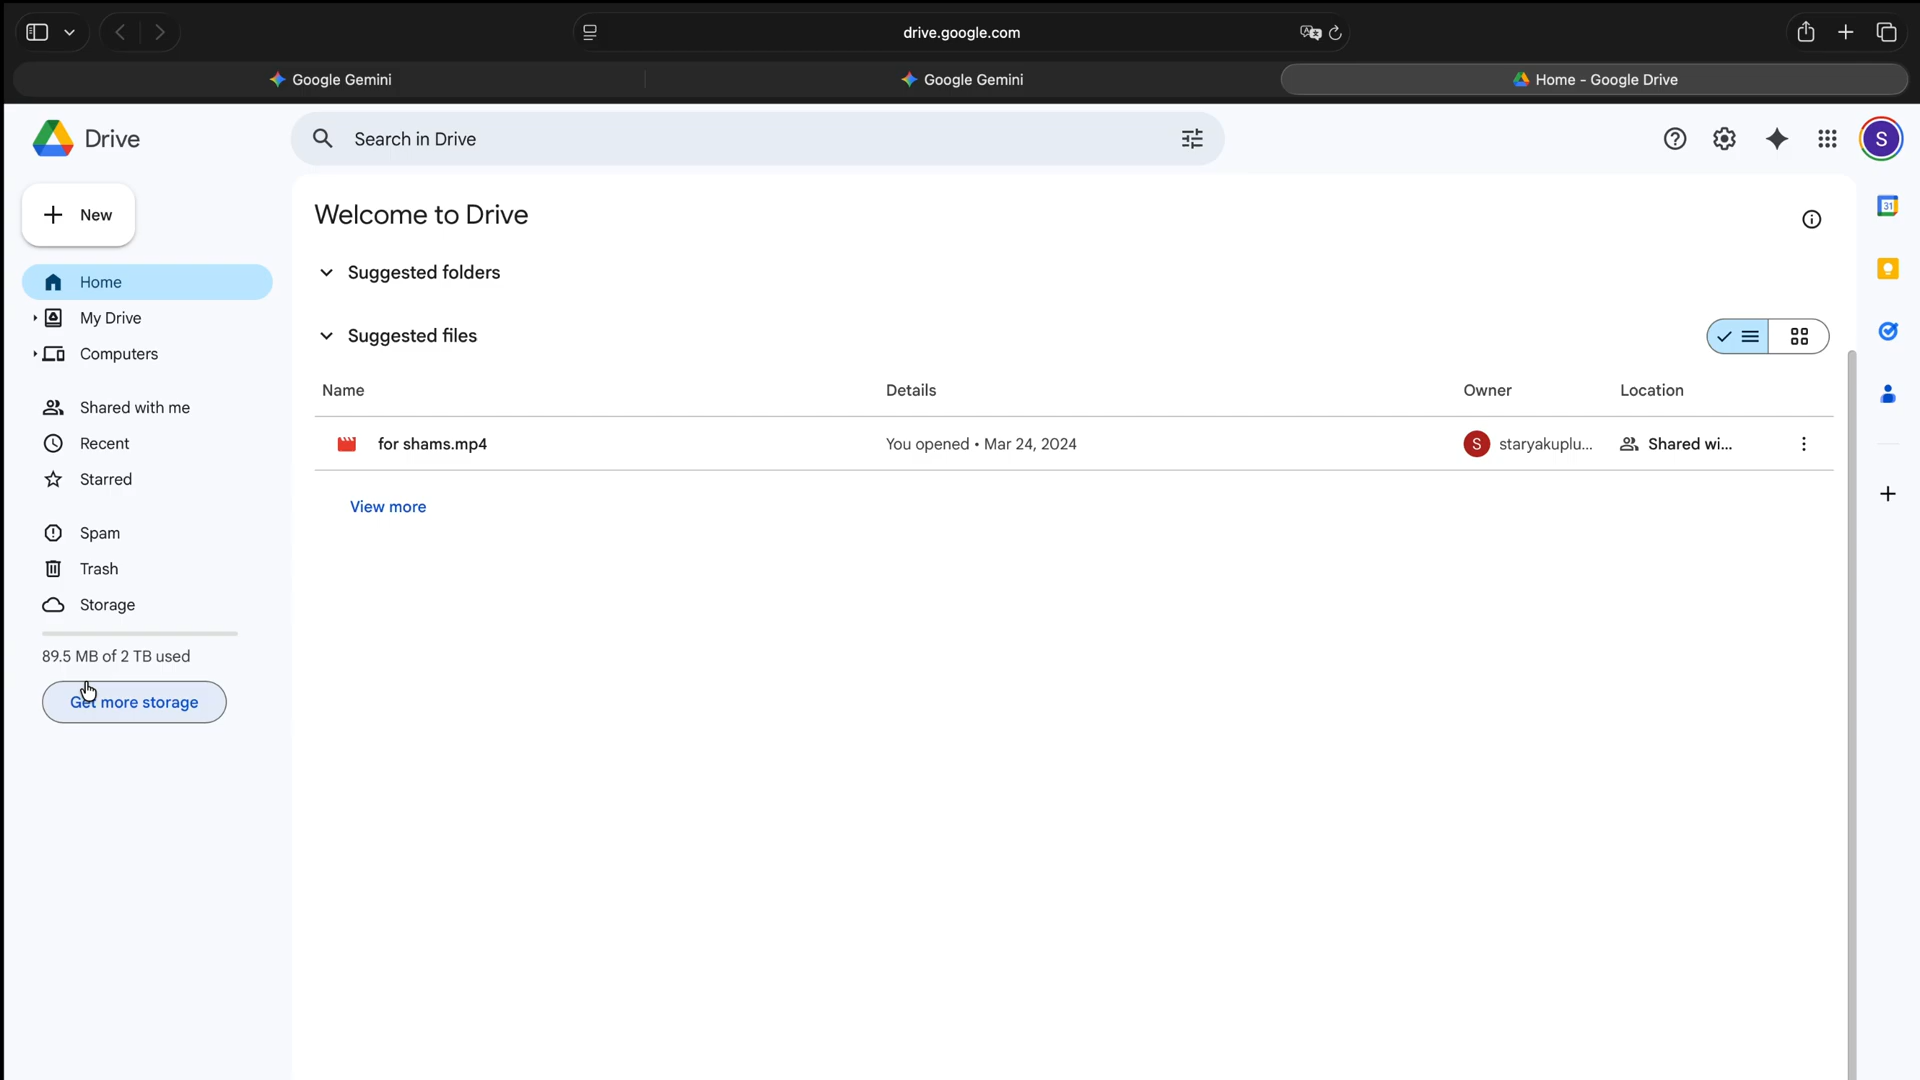 drive.google.com
Google Gemini
Google Gemini
Home - Google Drive
Drive
Search in Drive
S
New
Welcome to Drive
31
Home
Suggested folders
My Drive
Suggested files
Computers
Name Details Owner Location
Shared with me
Recent
for shams.mp4 You opened • Mar 24, 2024 S staryakuplu... Shared wi...
Starred
View more
Spam
Trash
Storage
89.5 MB of 2 TB used
Get more storage